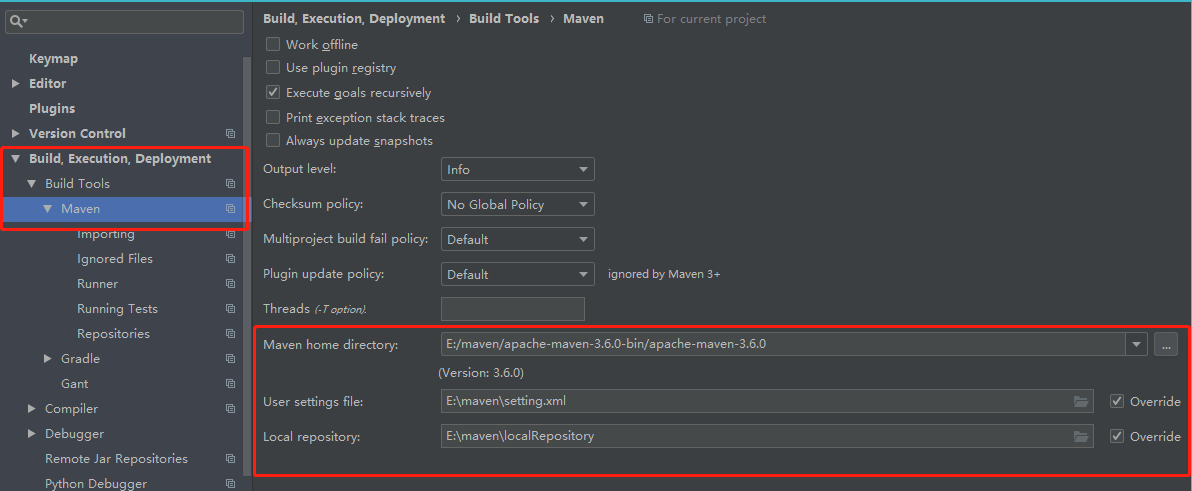 Keymap
Editor
Plugins
Version Control
Build, Execution, Deployment
Build Tools
Maven
Importing
Ignored Files
Runner
Running Tests
Repositories
Gradle
Gant
Compiler
Debugger
Remote Jar Repositories
Python Debugger
Build, Execution, Deployment › Build Tools › Maven For current project
Work offline
Use plugin registry
Execute goals recursively
Print exception stack traces
Always update snapshots
Output level: Info
Checksum policy: No Global Policy
Multiproject build fail policy: Default
Plugin update policy: Default ignored by Maven 3+
Threads (-T option).
Maven home directory: E:/maven/apache-maven-3.6.0-bin/apache-maven-3.6.0 ...
(Version: 3.6.0)
User settings file: E:\maven\setting.xml Override
Local repository: E:\maven\localRepository Override